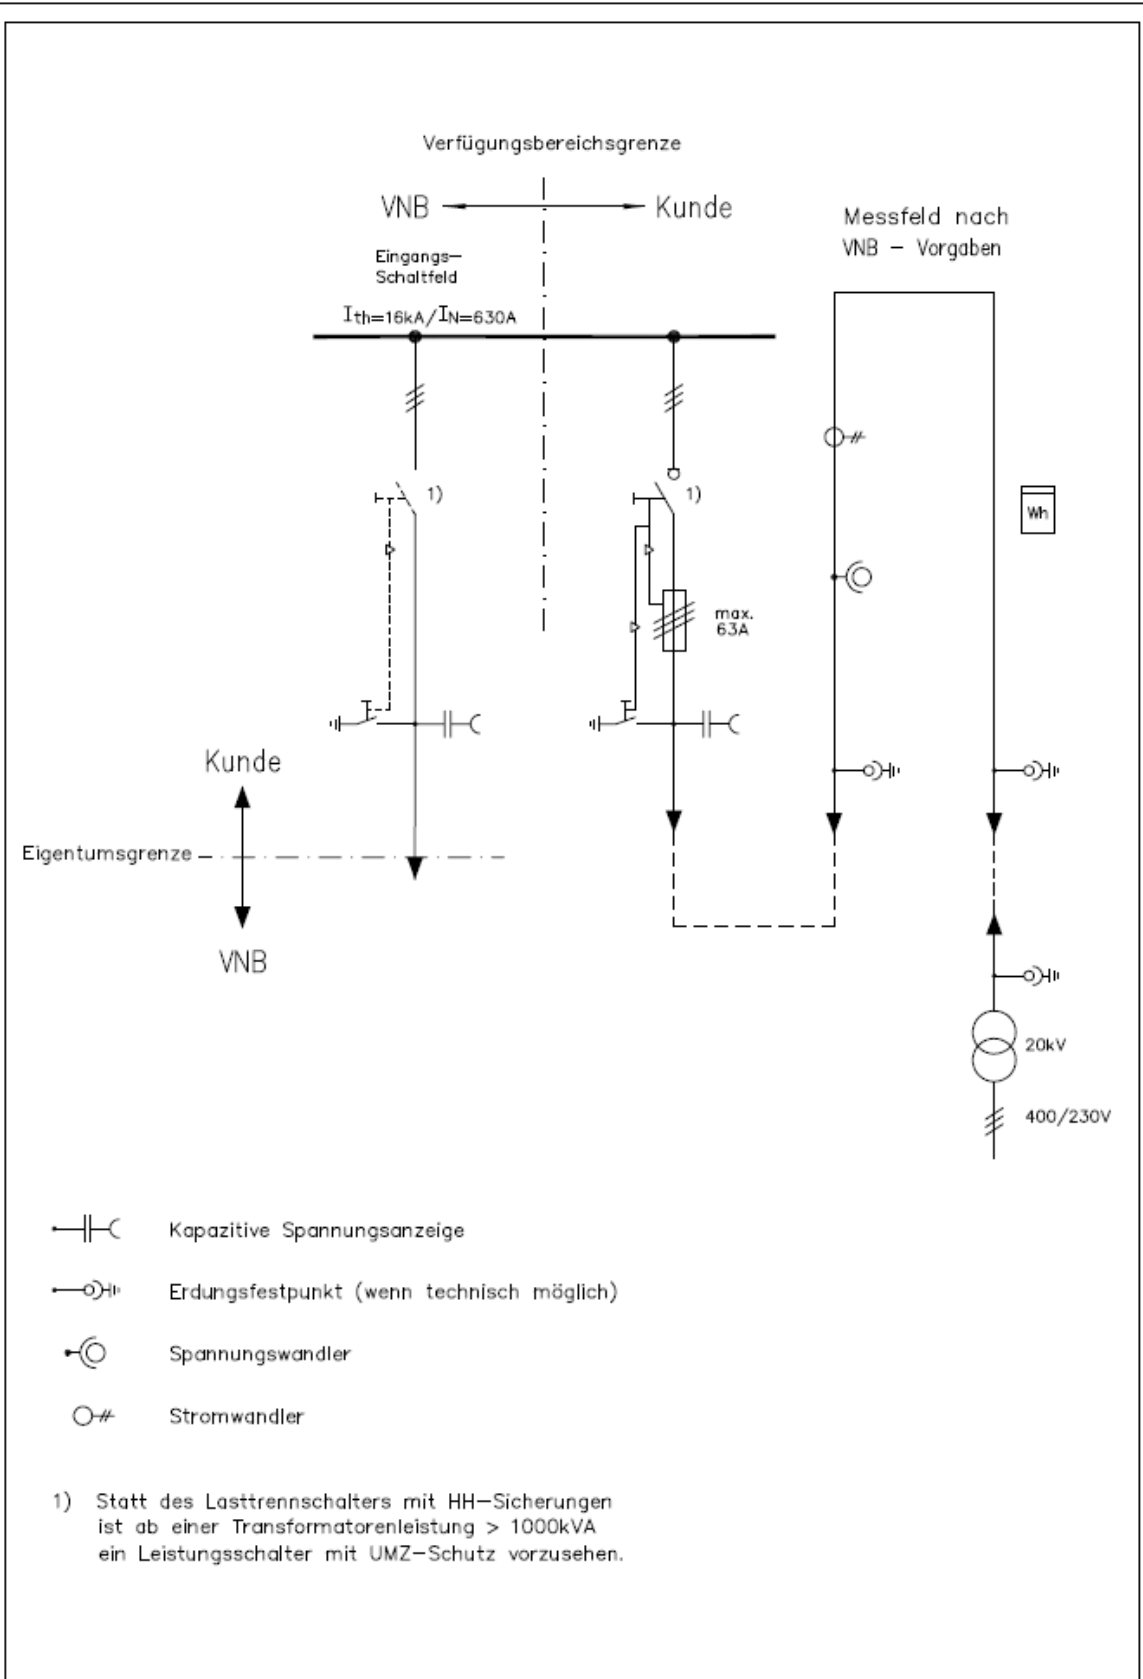 Verfügungsbereichsgrenze
VNB
Kunde
Messfeld nach
VNB – Vorgaben
Eingangs–
Schaltfeld
Ith=16kA/IN=630A
1)
1)
Wh
max.
63A
Kunde
Eigentumsgrenze
VNB
20kV
400/230V
Kapazitive Spannungsanzeige
Erdungsfestpunkt (wenn technisch möglich)
Spannungswandler
Stromwandler
1) Statt des Lasttrennschalters mit HH–Sicherungen
ist ab einer Transformatorenleistung > 1000kVA
ein Leistungsschalter mit UMZ–Schutz vorzusehen.